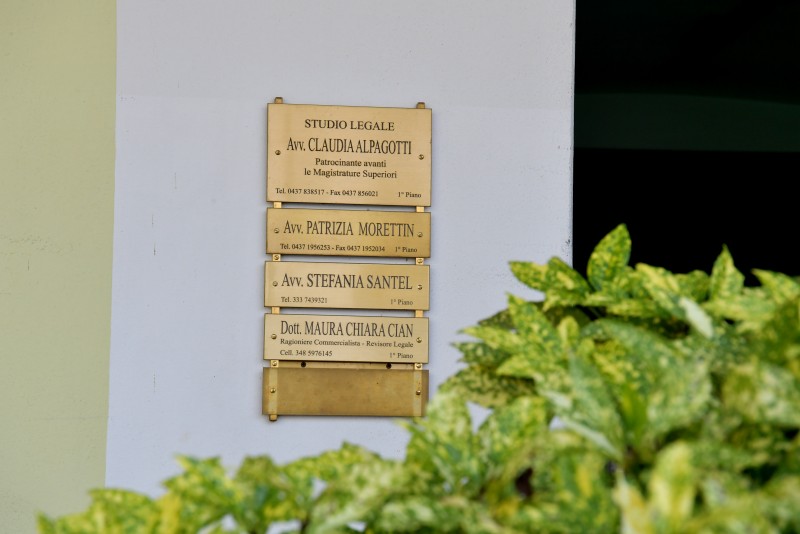 STUDIO LEGALE
Avv. CLAUDIA ALPAGOTTI
Patrocinante avanti
le Magistrature Superiori
Tel. 0437 838517 - Fax 0437 856021 1° Piano
Avv. PATRIZIA MORETTIN
Tel. 0437 1956253 - Fax 0437 1952034 1° Piano
Avv. STEFANIA SANTEL
Tel. 333 7439321 1° Piano
Dott. MAURA CHIARA CIAN
Ragioniere Commercialista - Revisore Legale
Cell. 348 5976145 1° Piano